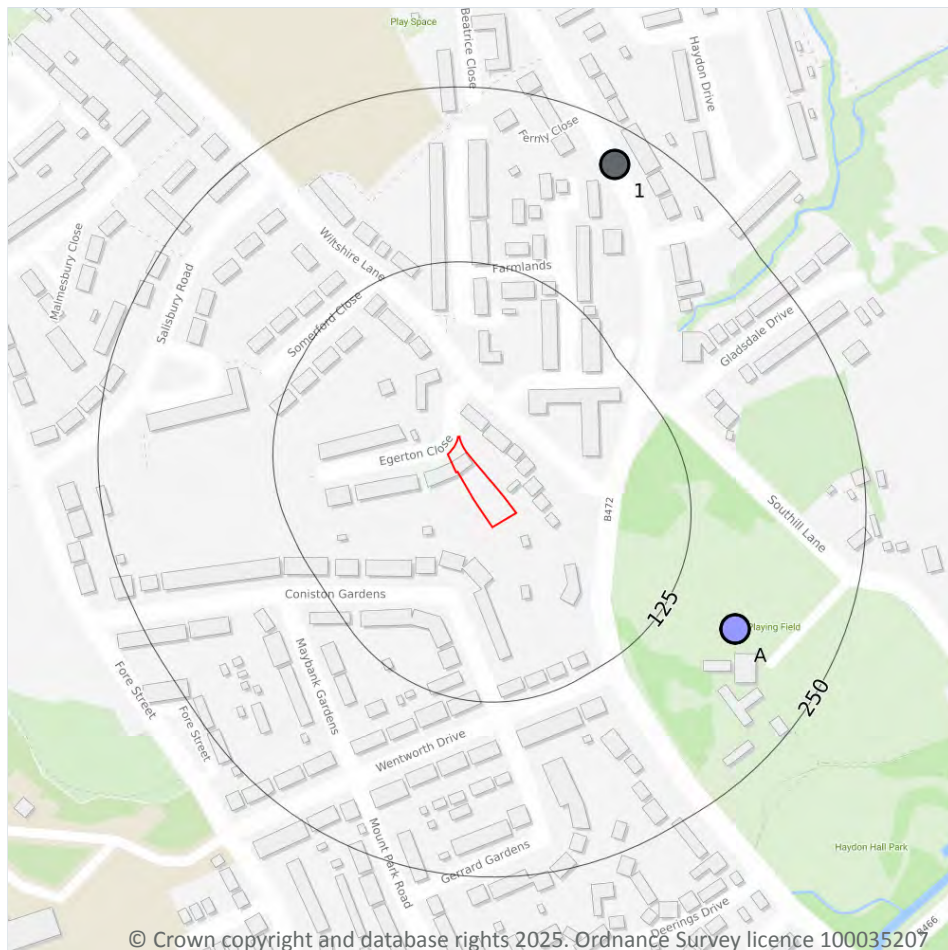 Play Space
Beatrice Close
Haydon Drive
Ferny Close
1
Malmesbury Close
Salisbury Road
Wiltshire Lane
Farmlands
Somerford Close
Gladsdale Drive
Egerton Close
B472
Southill Lane
Coniston Gardens
125
Playing Field
A
Maybank Gardens
Fore Street
Fore Street
250
Wentworth Drive
Mount Park Road
Gerrard Gardens
Haydon Hall Park
Deerings Drive
B466
© Crown copyright and database rights 2025. Ordnance Survey licence 100035207